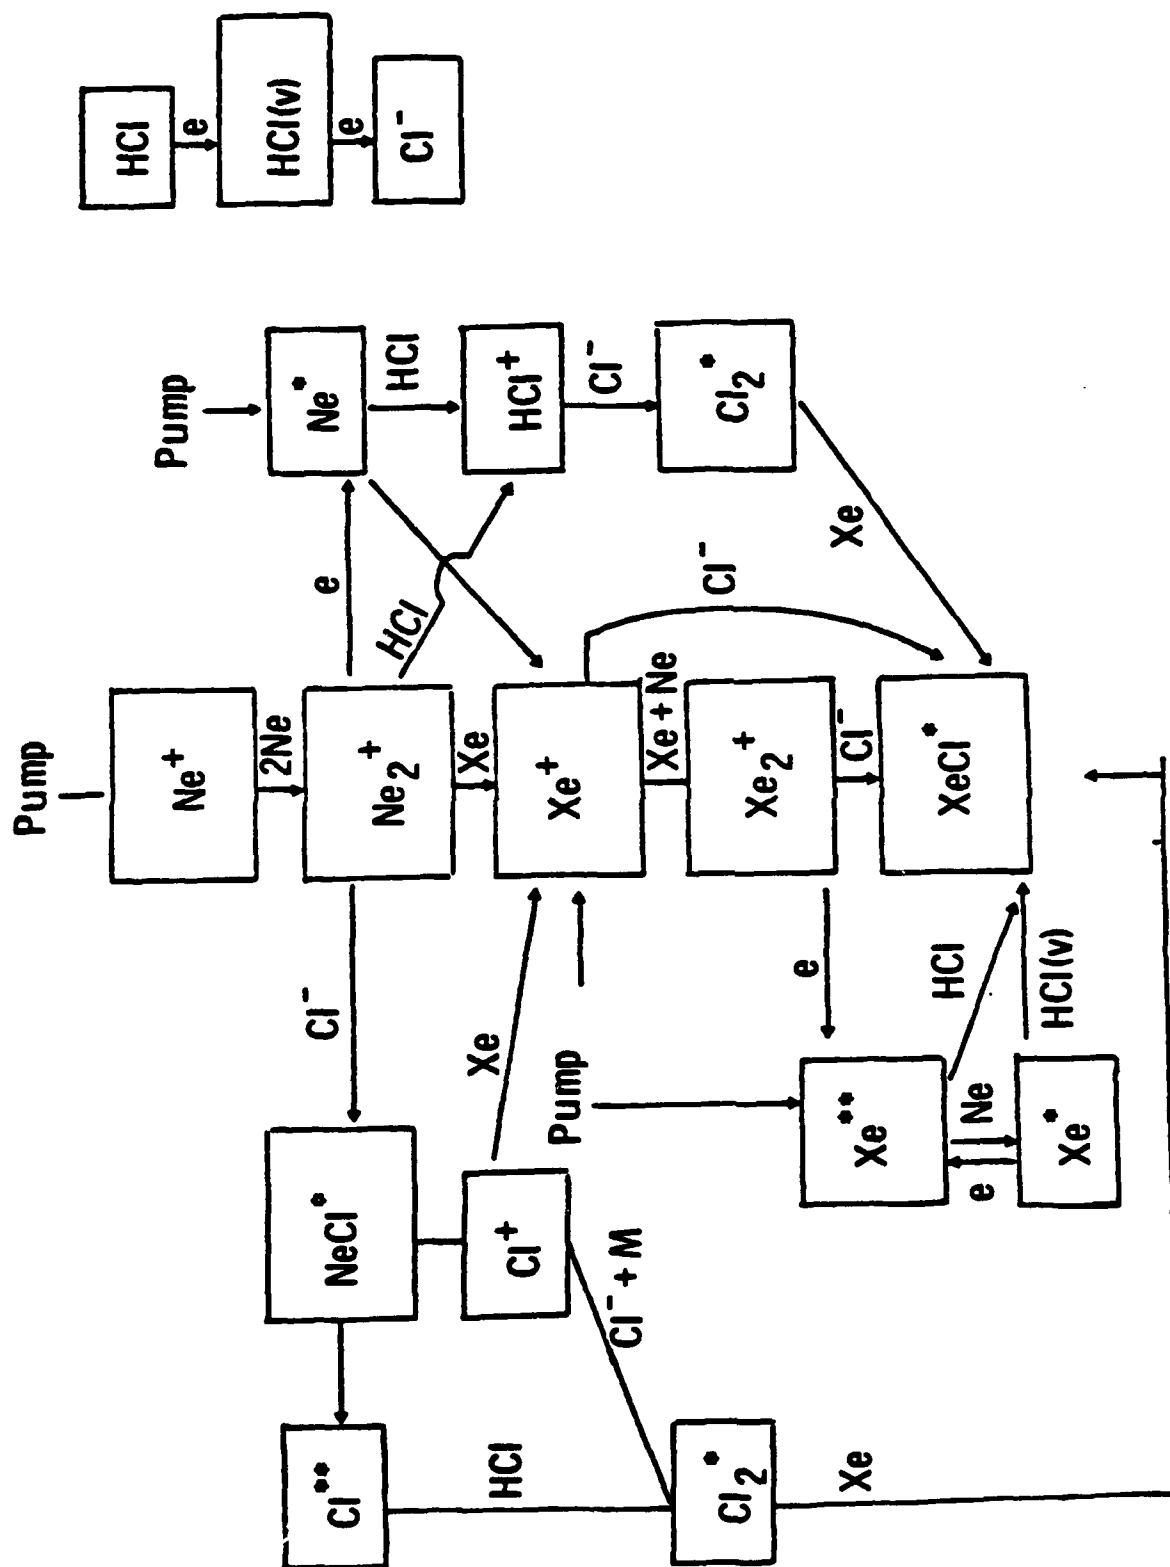 HCl
e
HCl(v)
e
Cl⁻
Pump
Ne*
HCl
HCl⁺
Cl⁻
Cl₂*
Xe
Pump
Ne⁺
2Ne
Ne₂⁺
e
HCl
Xe
Xe⁺
Cl⁻
Xe + Ne
Xe₂⁺
Cl⁻
XeCl*
Cl⁻
NeCl*
Cl⁺
Xe
Pump
e
Xe**
HCl
Ne
e
Xe*
HCl(v)
Cl**
HCl
Cl⁻ + M
Cl₂*
Xe